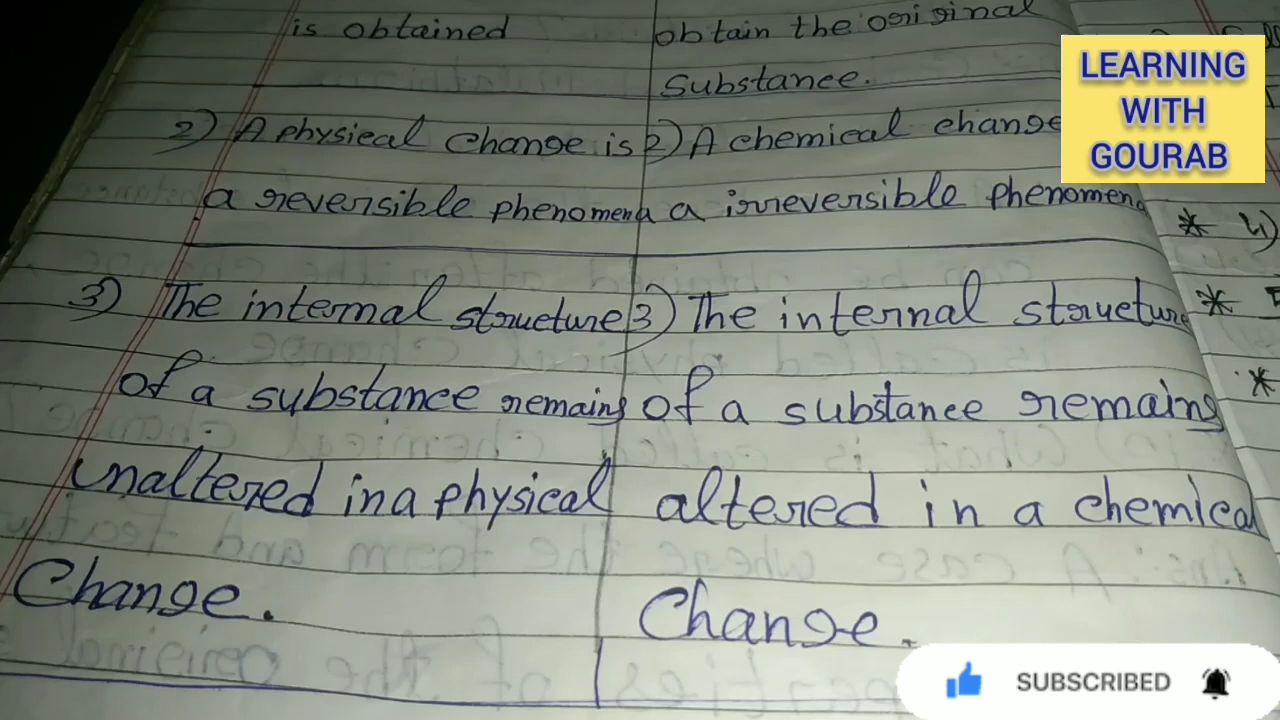 is obtained
obtain the original
substance.
2) A physical change is
a reversible phenomena
2) A chemical change
a irreversible phenomen
3) The internal structure
of a substance remains
unaltered in a physical
Change.
3) The internal structure
of a substance remains
altered in a chemical
Change.
* 4)
*
*
LEARNING
WITH
GOURAB
SUBSCRIBED